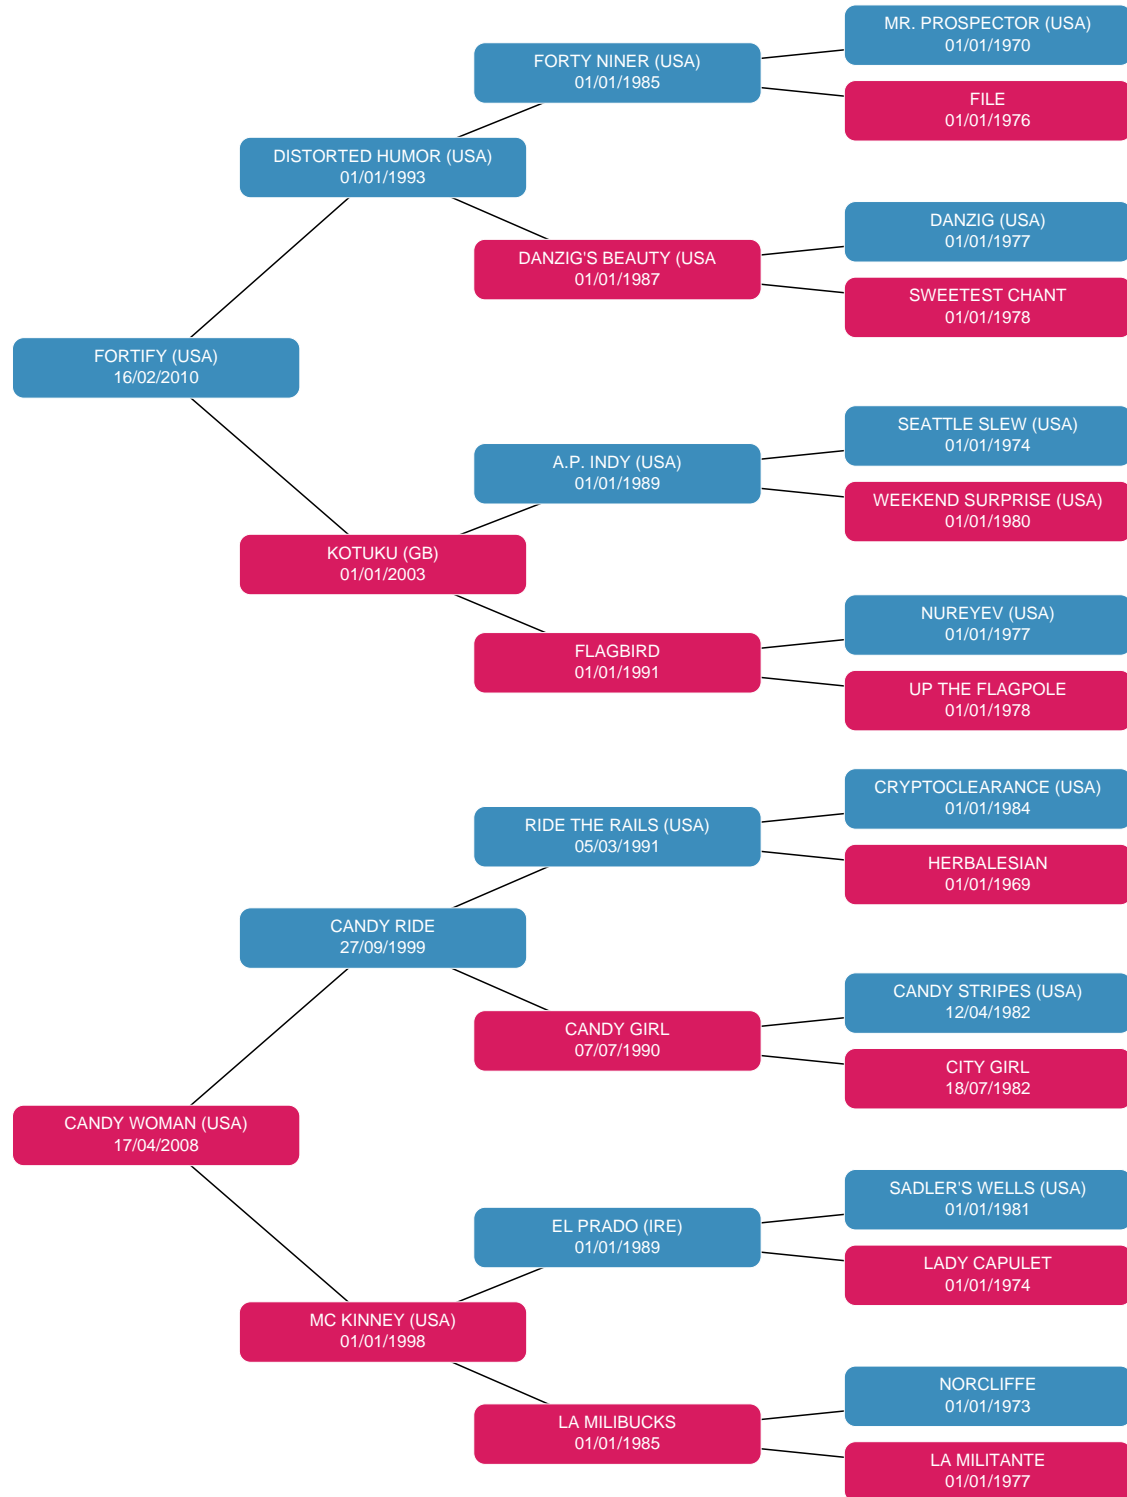 MR. PROSPECTOR (USA)
01/01/1970
FORTY NINER (USA)
01/01/1985
FILE
01/01/1976
DISTORTED HUMOR (USA)
01/01/1993
DANZIG (USA)
01/01/1977
DANZIG'S BEAUTY (USA
01/01/1987
SWEETEST CHANT
01/01/1978
FORTIFY (USA)
16/02/2010
SEATTLE SLEW (USA)
01/01/1974
A.P. INDY (USA)
01/01/1989
WEEKEND SURPRISE (USA)
01/01/1980
KOTUKU (GB)
01/01/2003
NUREYEV (USA)
01/01/1977
FLAGBIRD
01/01/1991
UP THE FLAGPOLE
01/01/1978
CRYPTOCLEARANCE (USA)
01/01/1984
RIDE THE RAILS (USA)
05/03/1991
HERBALESIAN
01/01/1969
CANDY RIDE
27/09/1999
CANDY STRIPES (USA)
12/04/1982
CANDY GIRL
07/07/1990
CITY GIRL
18/07/1982
CANDY WOMAN (USA)
17/04/2008
SADLER'S WELLS (USA)
01/01/1981
EL PRADO (IRE)
01/01/1989
LADY CAPULET
01/01/1974
MC KINNEY (USA)
01/01/1998
NORCLIFFE
01/01/1973
LA MILIBUCKS
01/01/1985
LA MILITANTE
01/01/1977